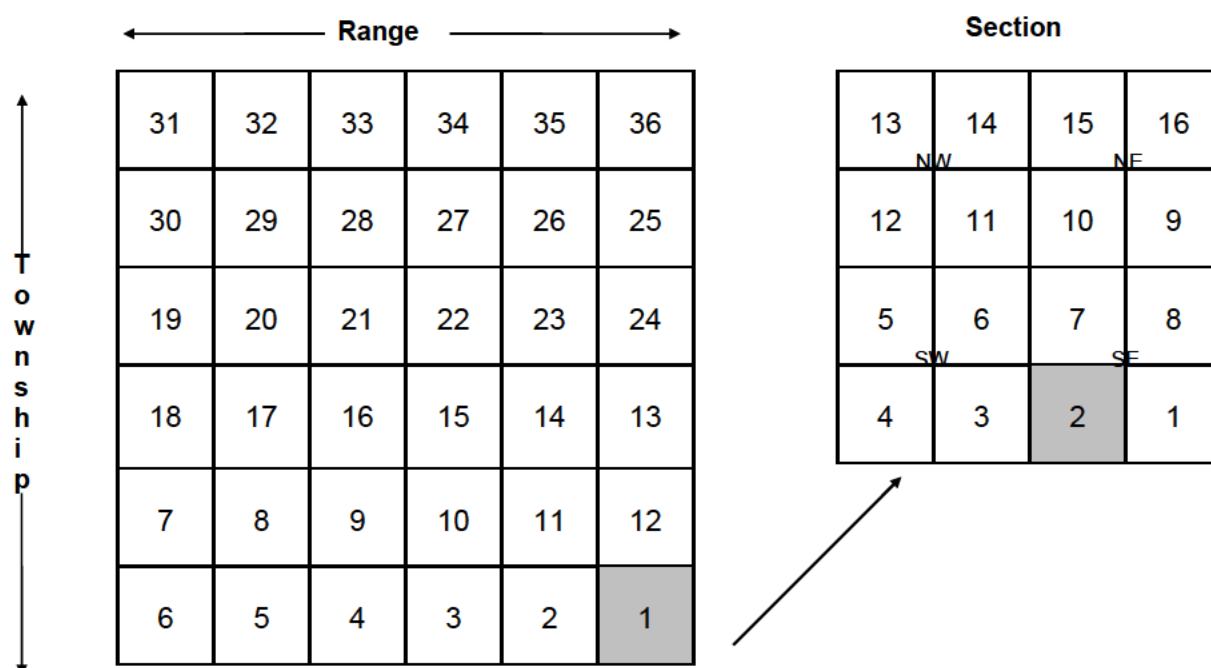 Range
Section
Township
31 32 33 34 35 36
30 29 28 27 26 25
19 20 21 22 23 24
18 17 16 15 14 13
7 8 9 10 11 12
6 5 4 3 2 1
13 14 15 16
NW NE
12 11 10 9
5 6 7 8
SW SE
4 3 2 1